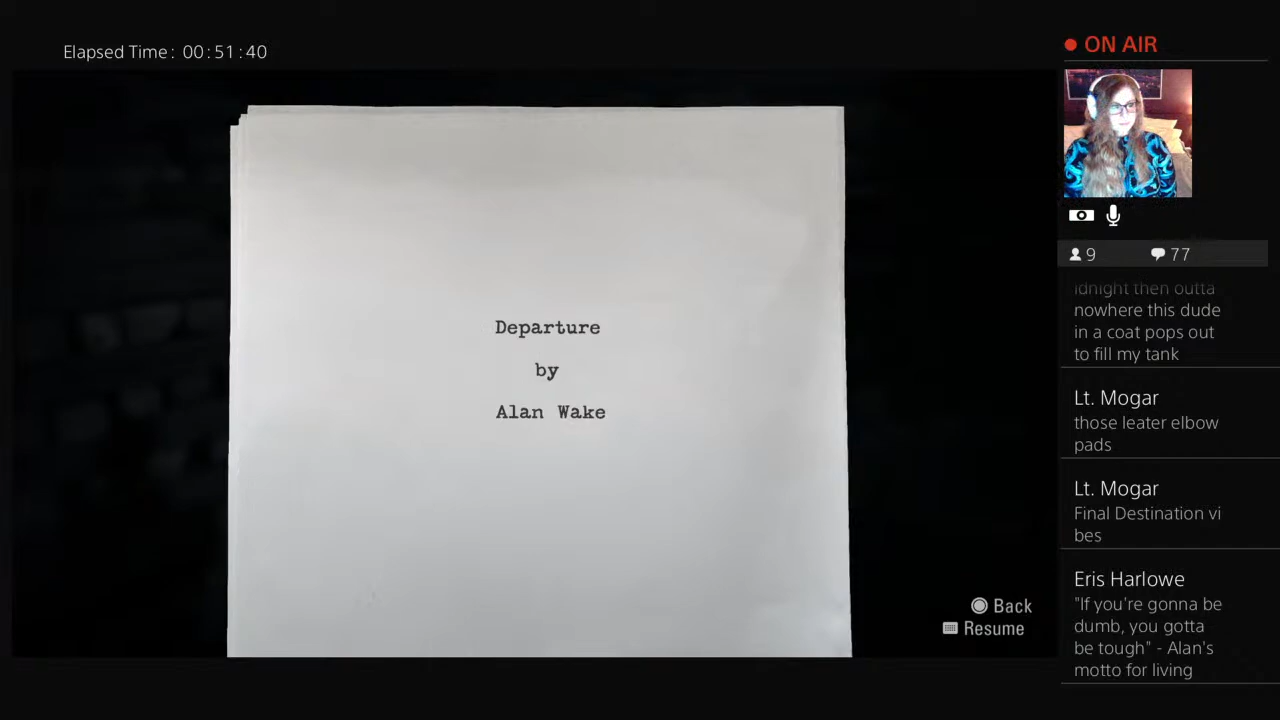 Elapsed Time: 00:51:40
ON AIR
9
77
Departure
by
Alan Wake
Back
Resume
idnight then outta
nowhere this dude
in a coat pops out
to fill my tank
Lt. Mogar
those leater elbow
pads
Lt. Mogar
Final Destination vi
bes
Eris Harlowe
"If you're gonna be
dumb, you gotta
be tough" - Alan's
motto for living